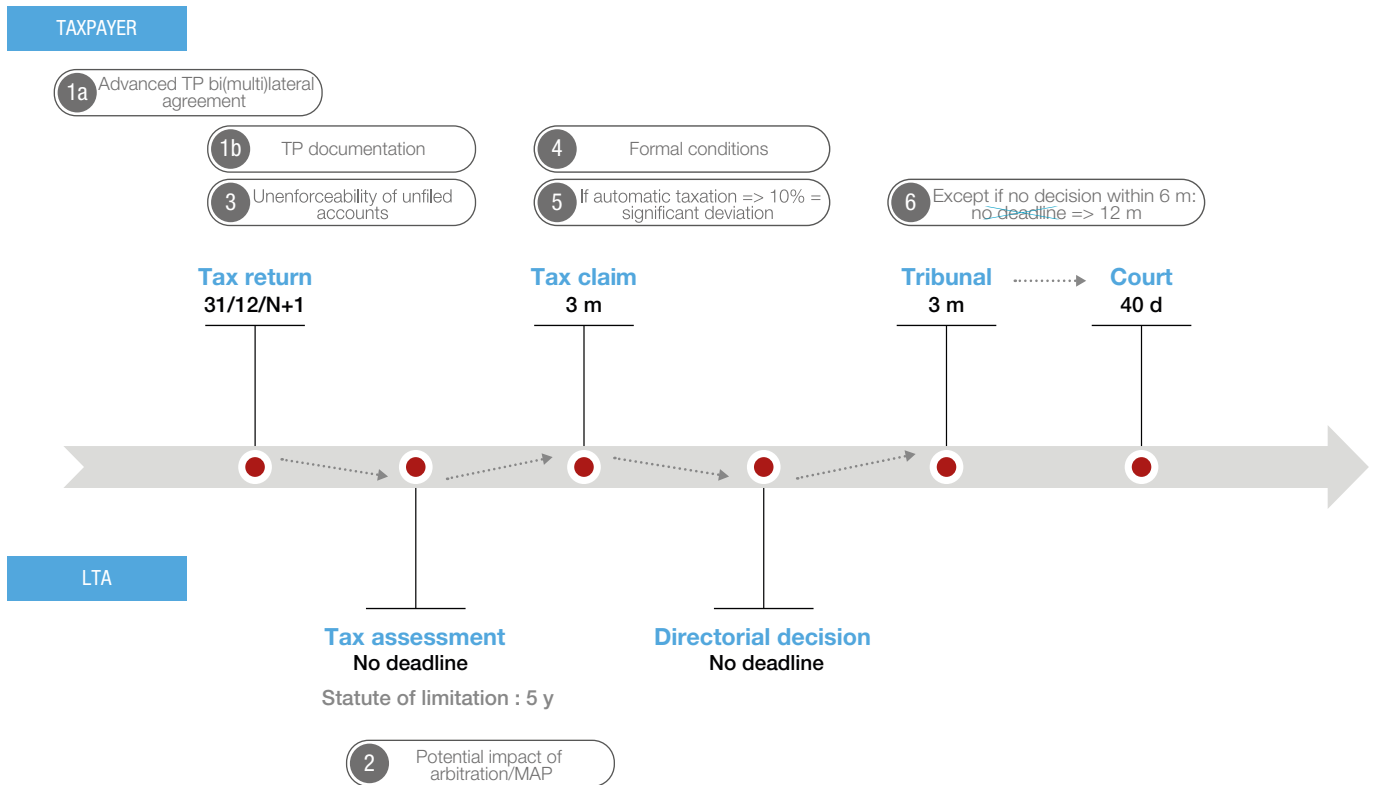 TAXPAYER
1a
Advanced TP bi(multi)lateral
agreement
1b
TP documentation
3
Unenforceability of unfiled
accounts
4
Formal conditions
5
If automatic taxation => 10% =
significant deviation
6
Except if no decision within 6 m:
no deadline => 12 m
Tax return
31/12/N+1
Tax claim
3 m
Tribunal
3 m
Court
40 d
LTA
Tax assessment
No deadline
Statute of limitation : 5 y
Directorial decision
No deadline
2
Potential impact of
arbitration/MAP